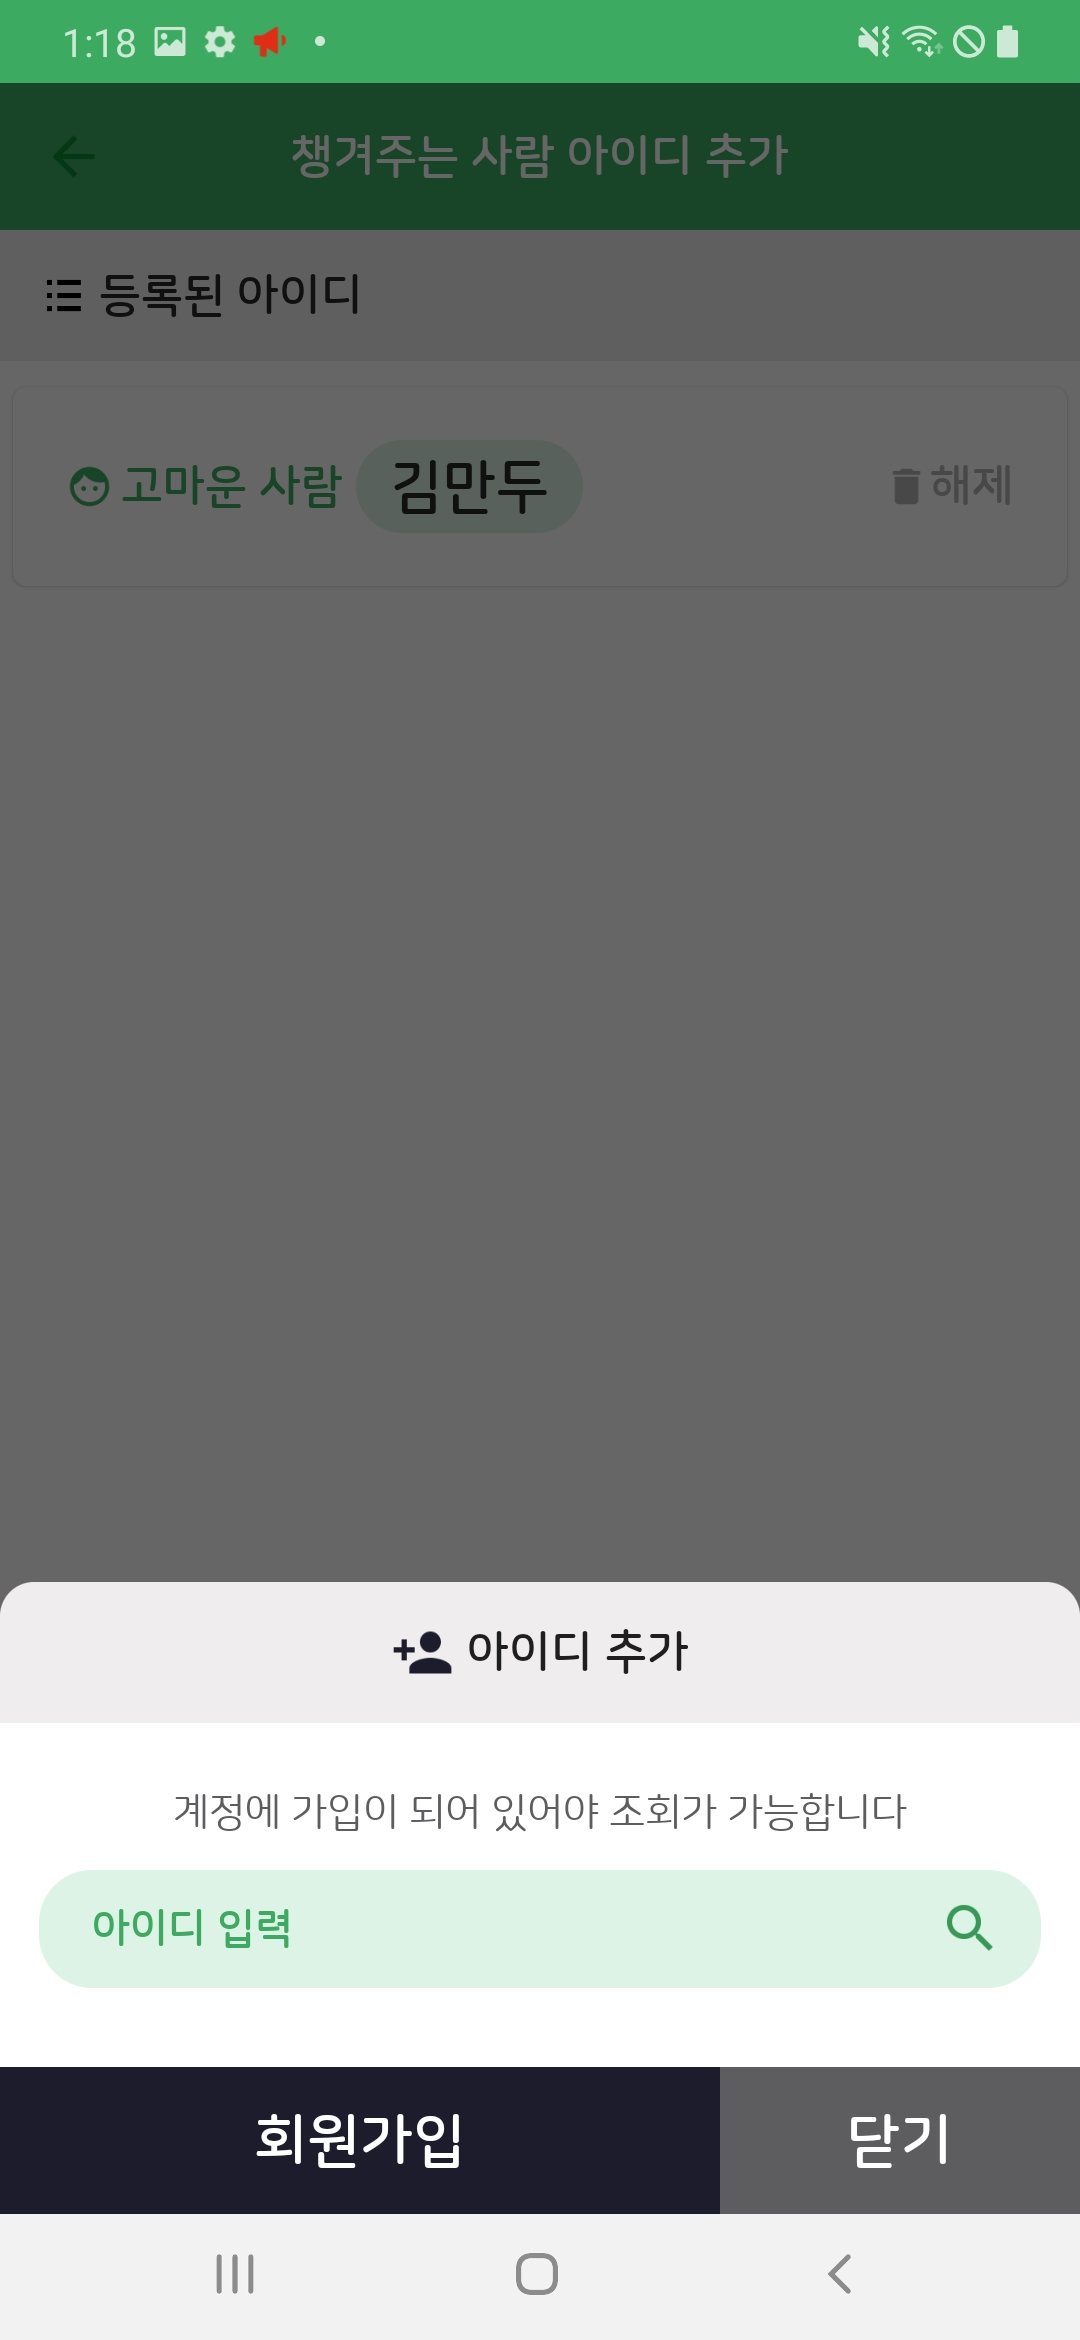 1:18
챙겨주는 사람 아이디 추가
등록된 아이디
고마운 사람 김만두 해제
아이디 추가
계정에 가입이 되어 있어야 조회가 가능합니다
아이디 입력
회원가입 닫기